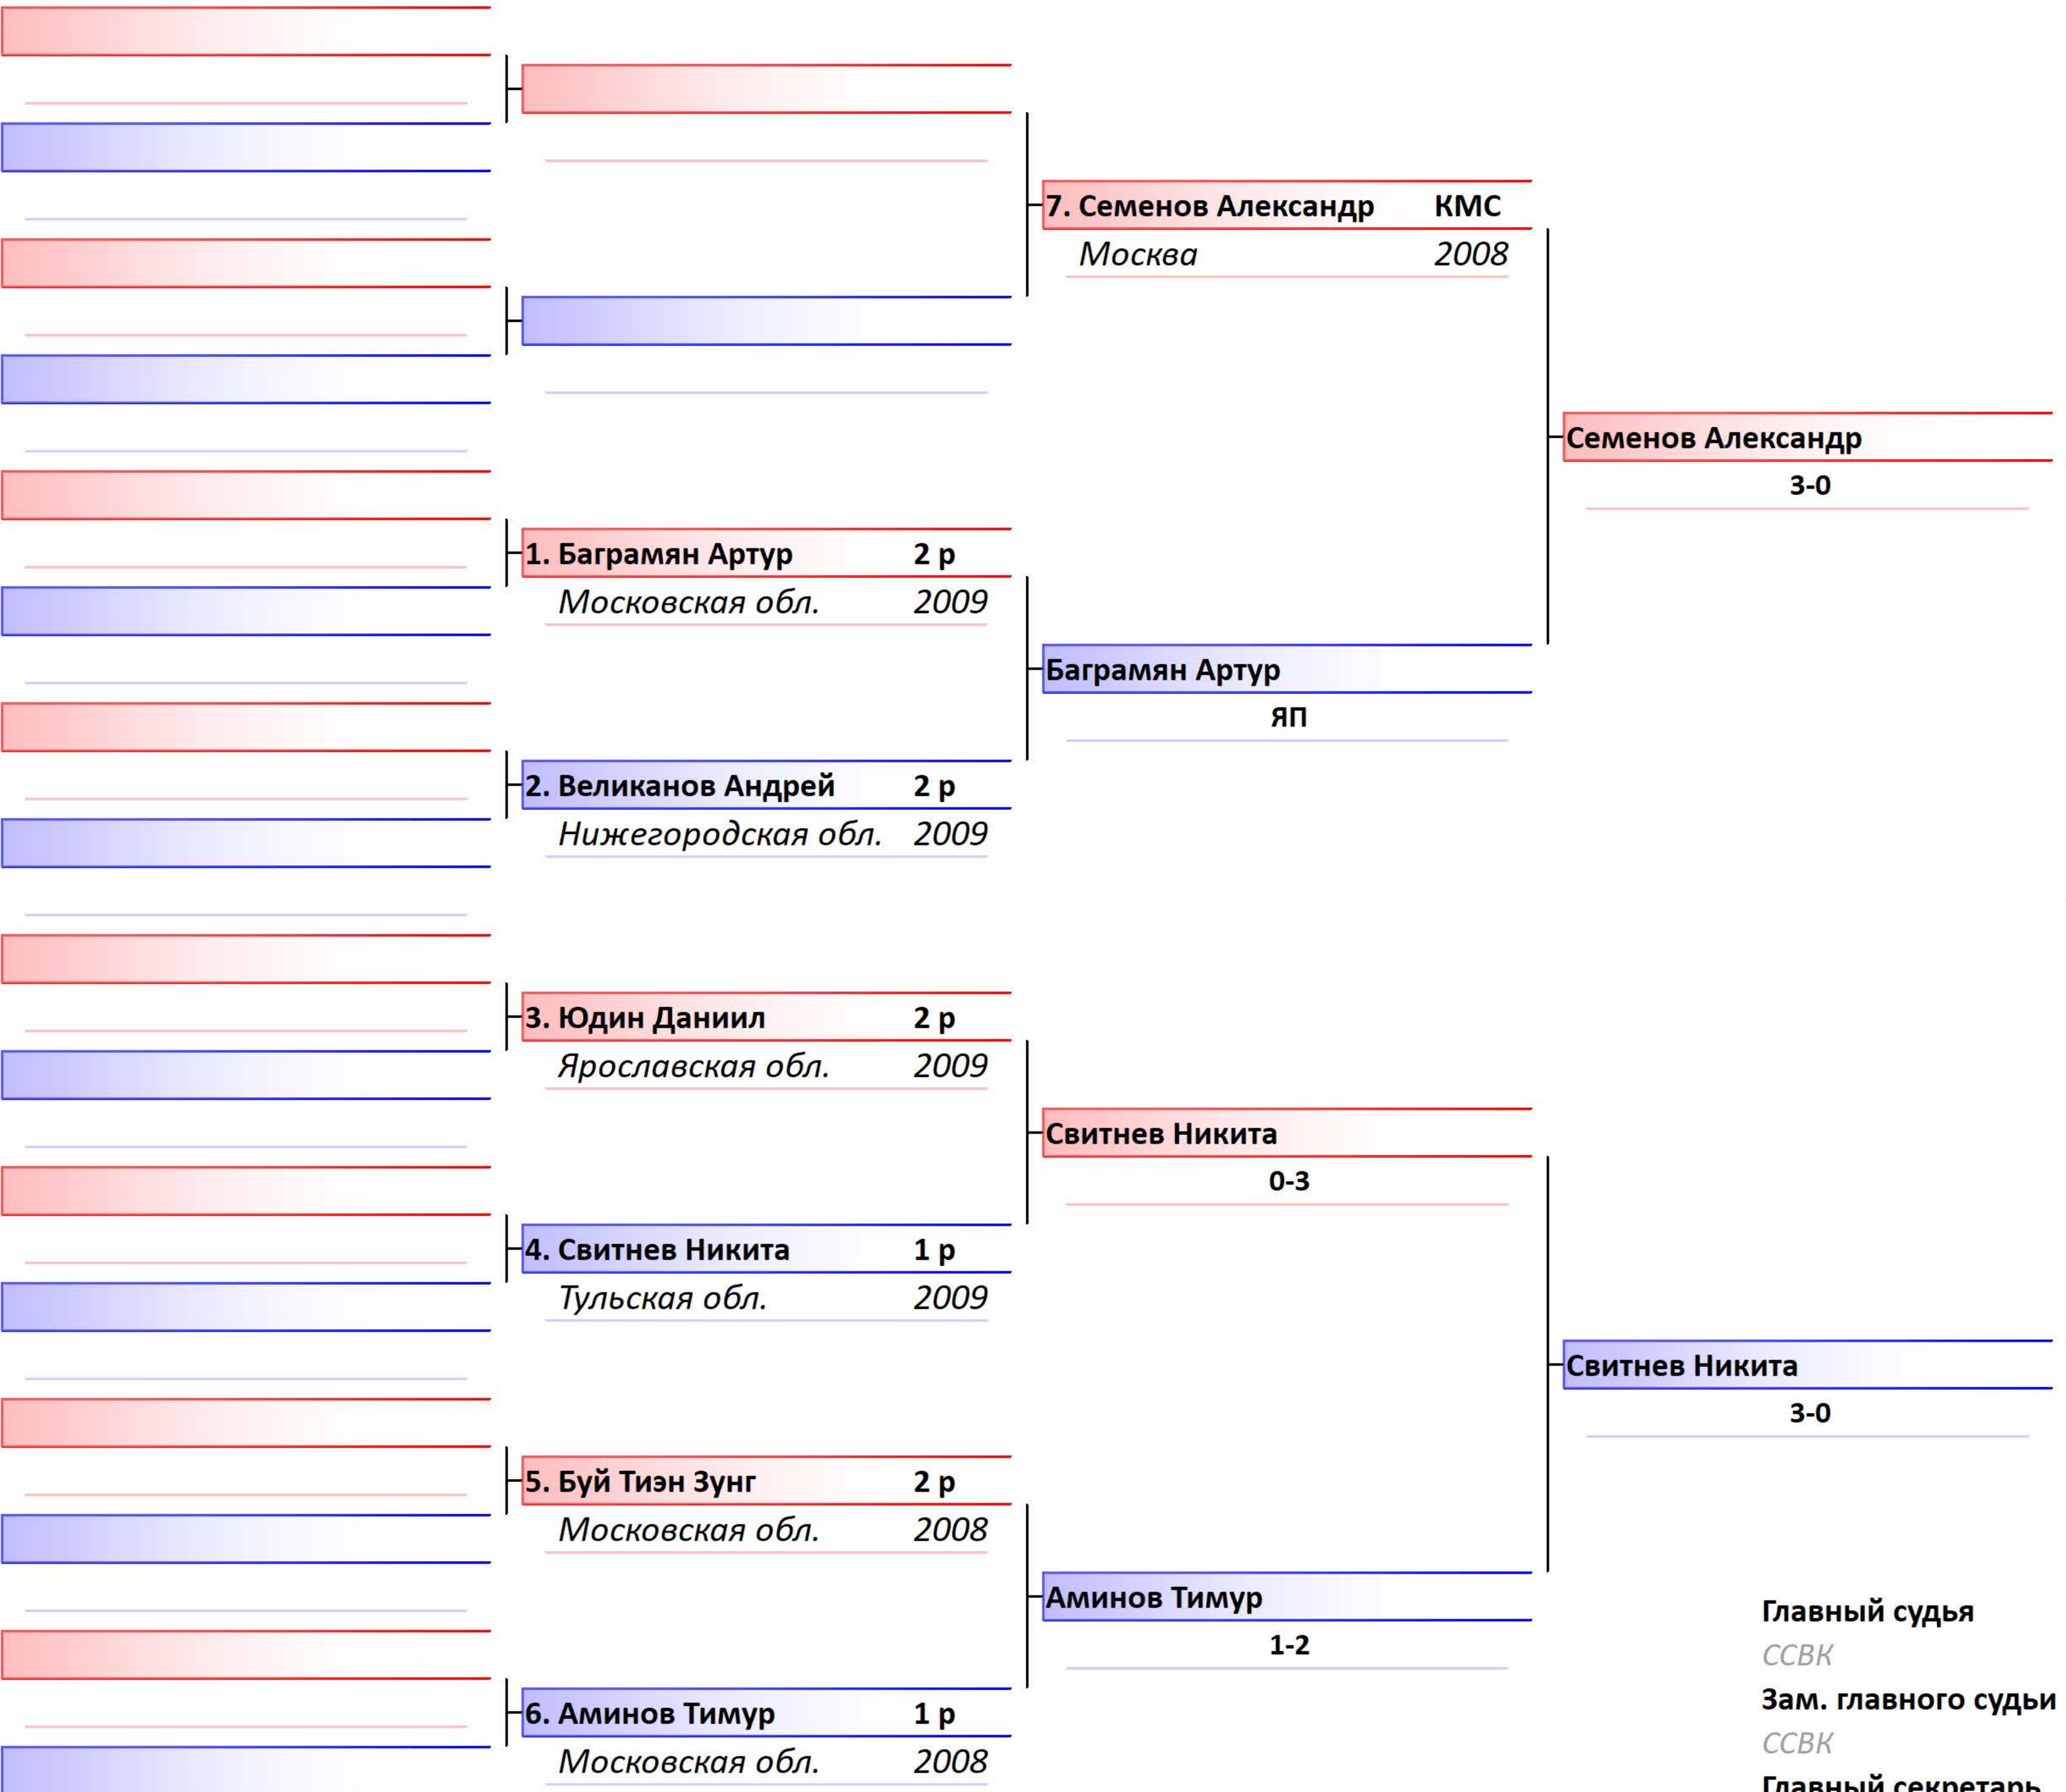 7. Семенов Александр КМС
Москва 2008
Семенов Александр
3-0
1. Баграмян Артур 2 р
Московская обл. 2009
Баграмян Артур
ЯП
2. Великанов Андрей 2 р
Нижегородская обл. 2009
3. Юдин Даниил 2 р
Ярославская обл. 2009
Свитнев Никита
0-3
4. Свитнев Никита 1 р
Тульская обл. 2009
Свитнев Никита
3-0
5. Буй Тиэн Зунг 2 р
Московская обл. 2008
Аминов Тимур
1-2
6. Аминов Тимур 1 р
Московская обл. 2008
Главный судья
ССВК
Зам. главного судьи
ССВК
Главный секретарь